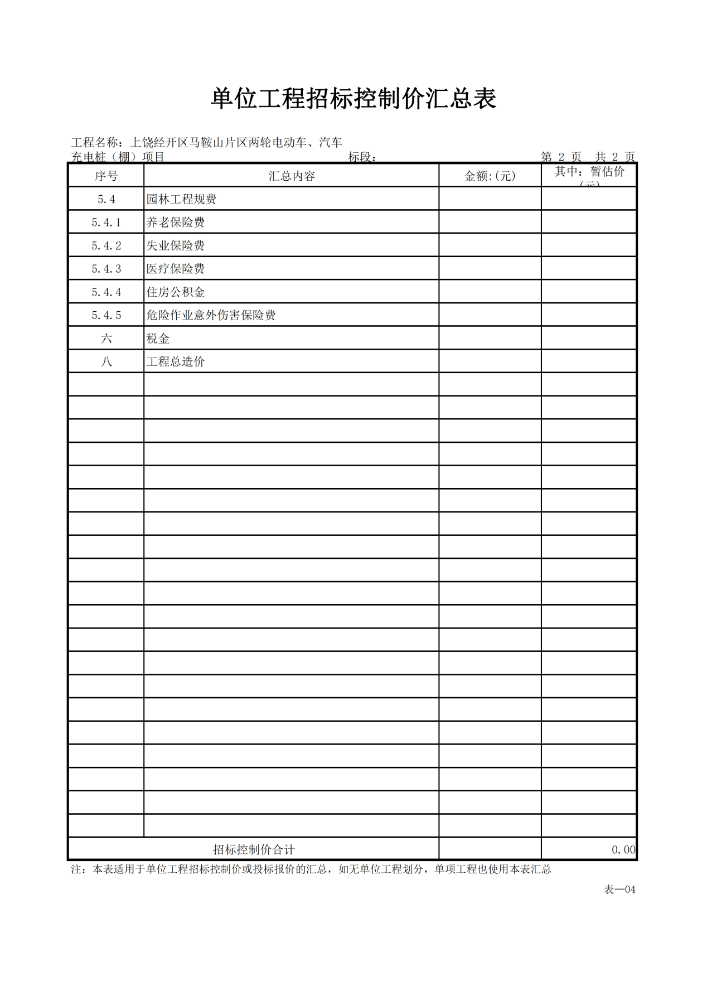 单位工程招标控制价汇总表
工程名称：上饶经开区马鞍山片区两轮电动车、汽车
充电桩（棚）项目 标段： 第 2 页 共 2 页
序号 汇总内容 金额:(元) 其中：暂估价
(元)
5.4 园林工程规费
5.4.1 养老保险费
5.4.2 失业保险费
5.4.3 医疗保险费
5.4.4 住房公积金
5.4.5 危险作业意外伤害保险费
六 税金
八 工程总造价
招标控制价合计 0.00
注：本表适用于单位工程招标控制价或投标报价的汇总，如无单位工程划分，单项工程也使用本表汇总
表—04